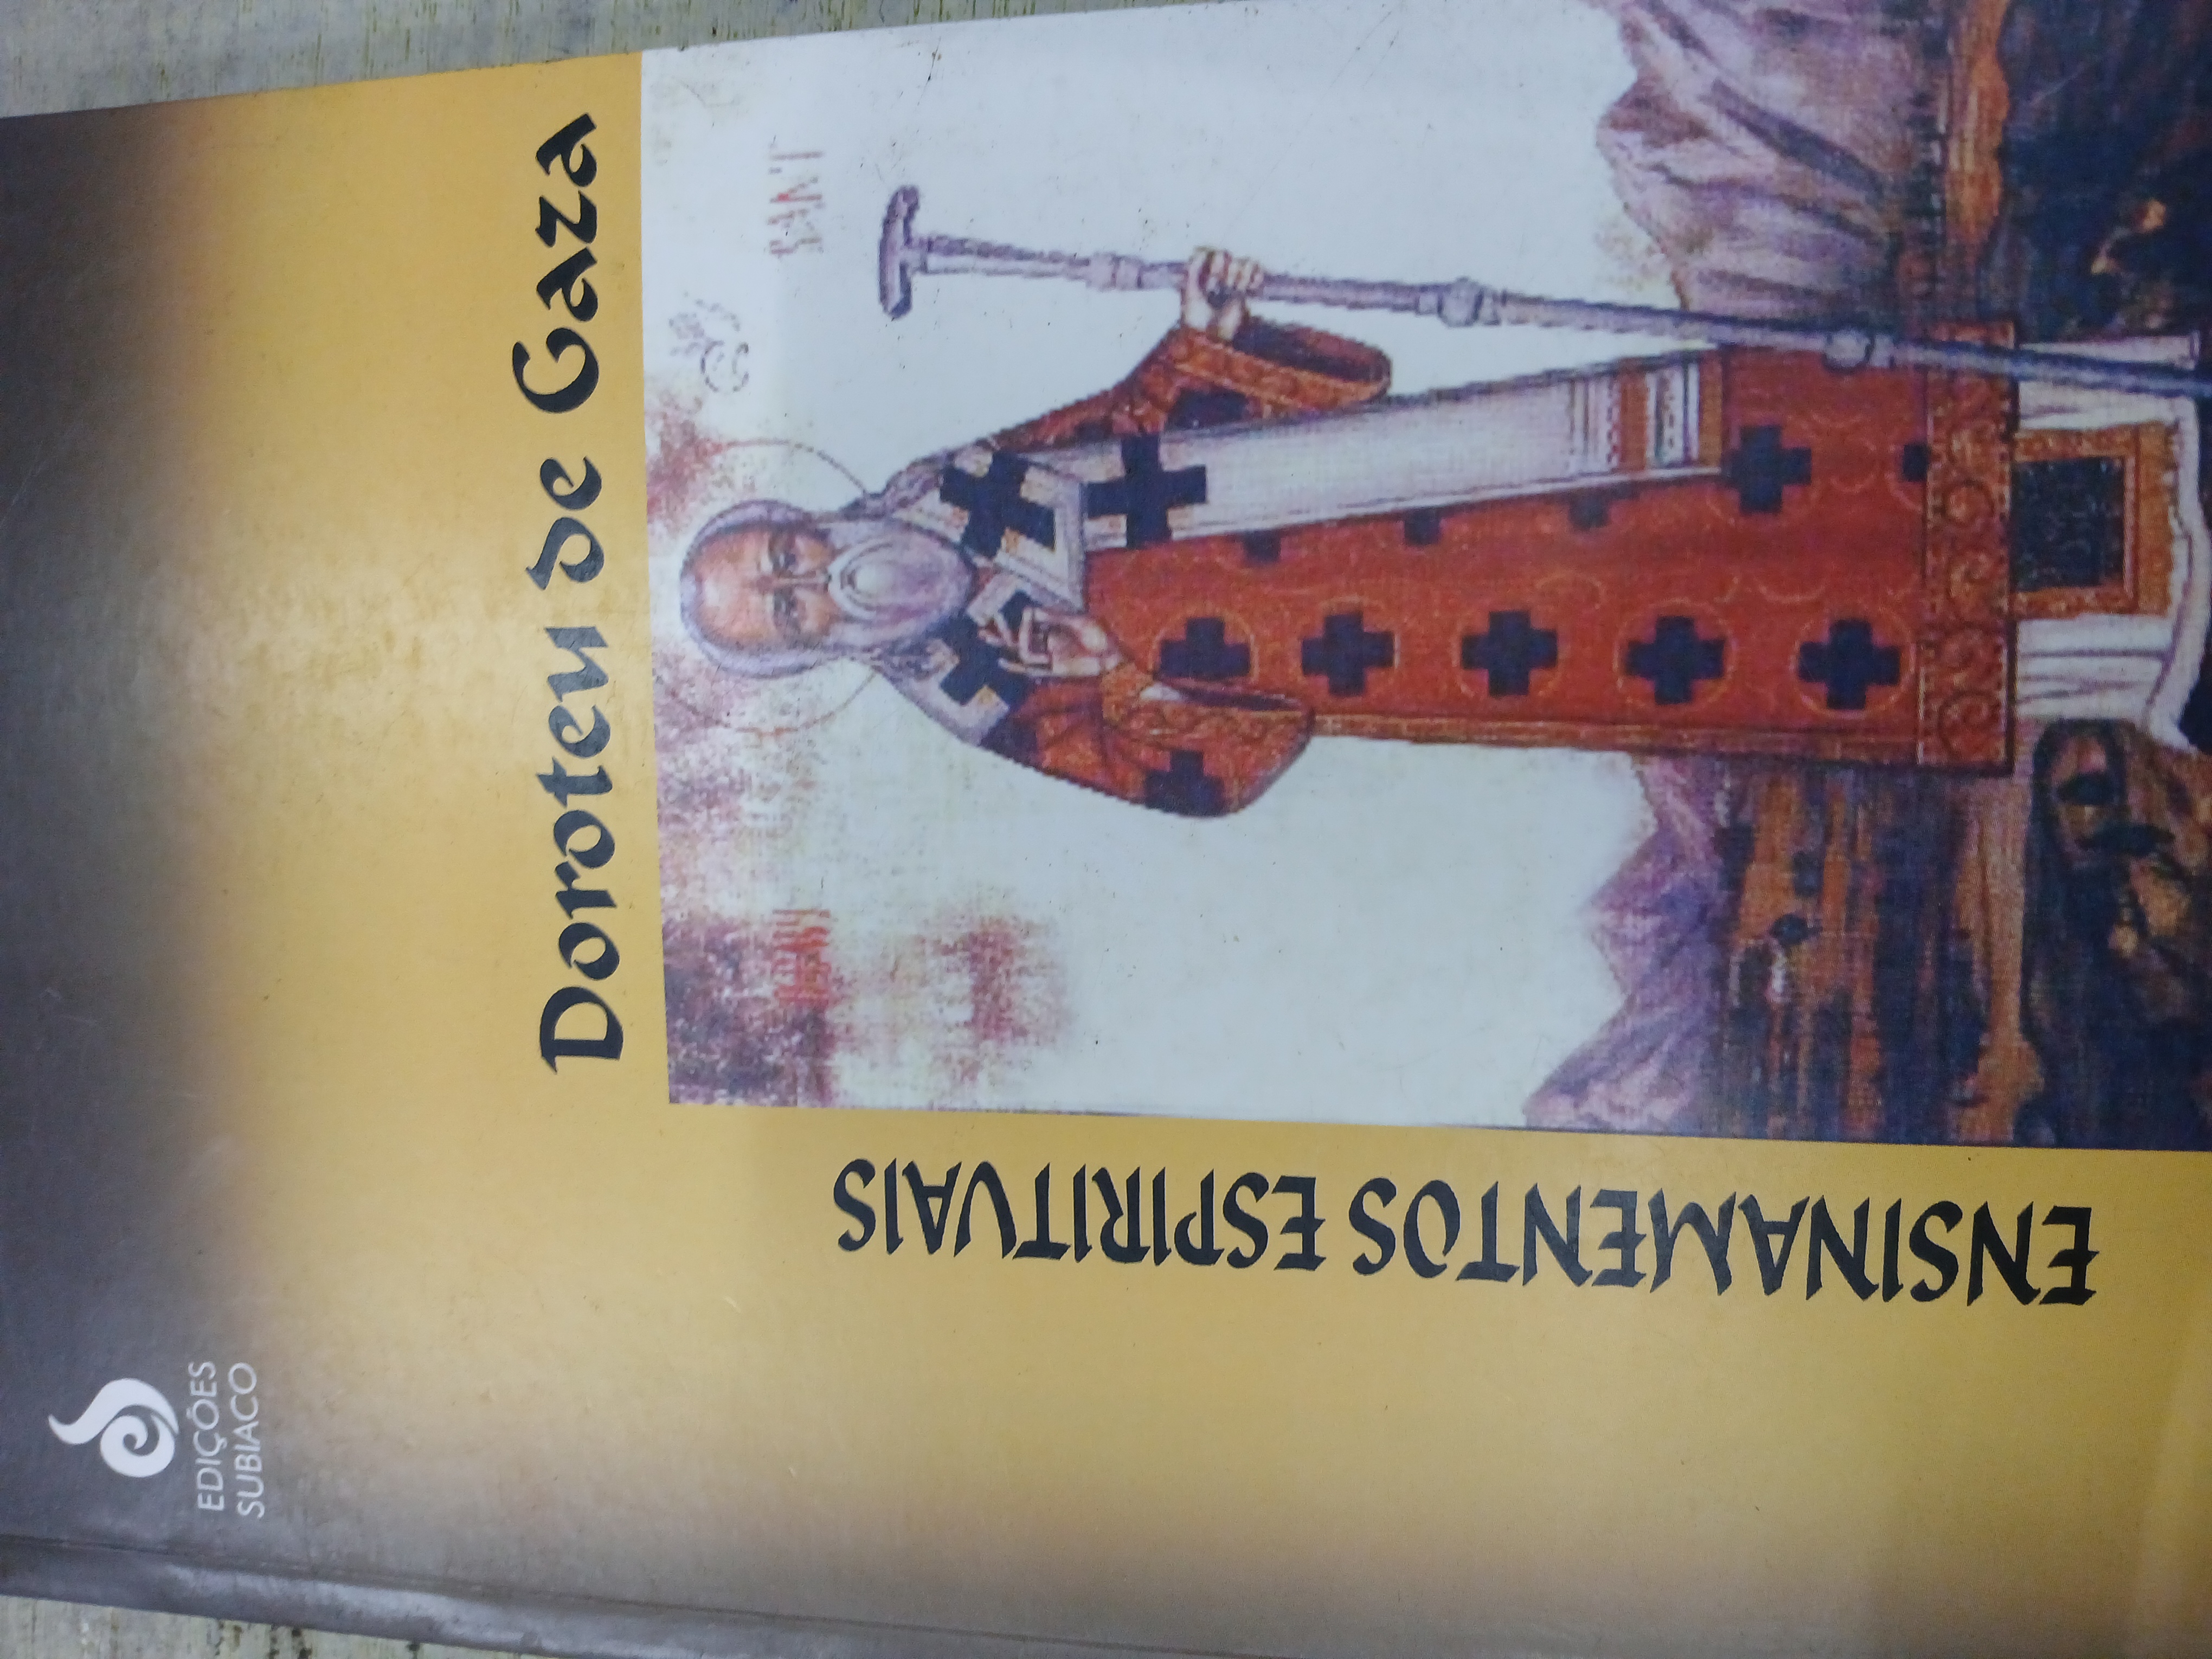 EDIÇÕES
SUBIACO
Doroteu de Gaza
ENSINAMENTOS ESPIRITUAIS